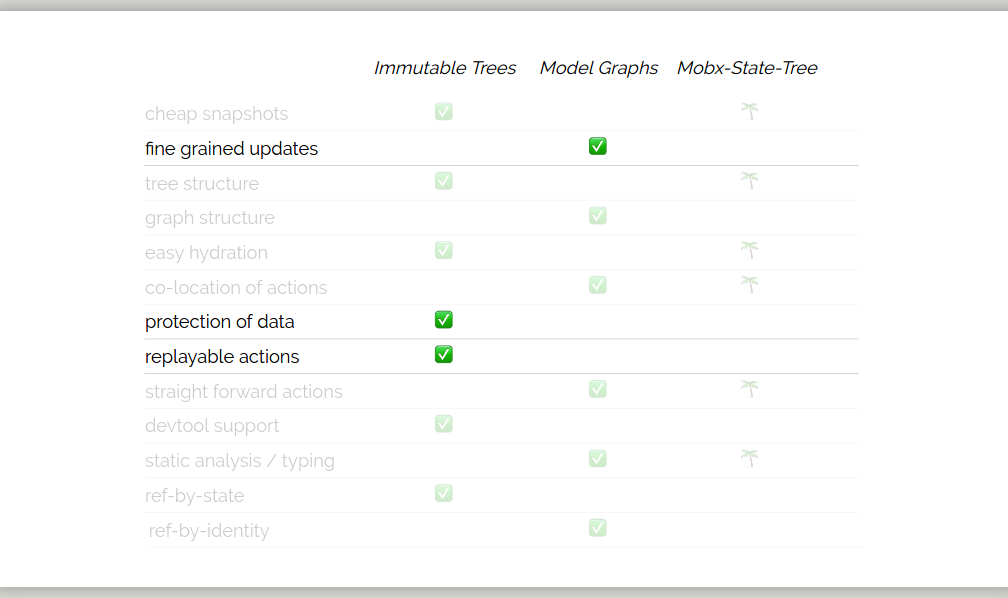 Immutable Trees Model Graphs Mobx-State-Tree
cheap snapshots ✅ 🌴
fine grained updates ✅
tree structure ✅ 🌴
graph structure ✅
easy hydration ✅ 🌴
co-location of actions ✅ 🌴
protection of data ✅
replayable actions ✅
straight forward actions ✅ 🌴
devtool support ✅
static analysis / typing ✅ 🌴
ref-by-state ✅
ref-by-identity ✅